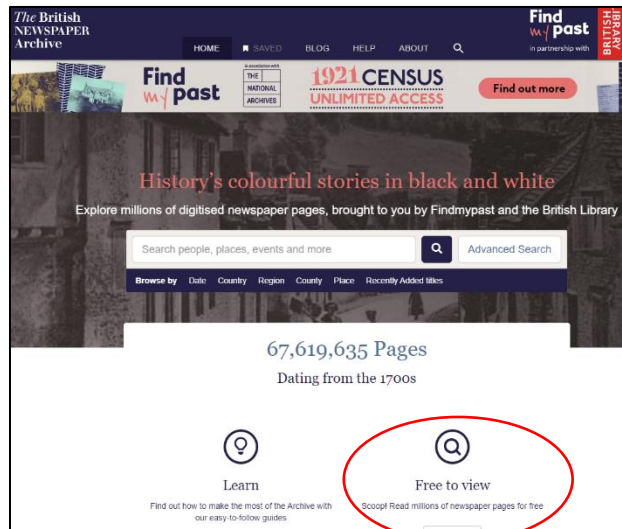 The British
NEWSPAPER
Archive
Find
my past
in partnership with
BRITISH
LIBRARY
HOME SAVED BLOG HELP ABOUT
Find
my past
in association with
THE
NATIONAL
ARCHIVES
1921 CENSUS
UNLIMITED ACCESS
Find out more
History's colourful stories in black and white
Explore millions of digitised newspaper pages, brought to you by Findmypast and the British Library
Search people, places, events and more
Advanced Search
Browse by Date Country Region County Place Recently Added titles
67,619,635 Pages
Dating from the 1700s
Learn
Find out how to make the most of the Archive with
our easy-to-follow guides
Free to view
Scoop! Read millions of newspaper pages for free